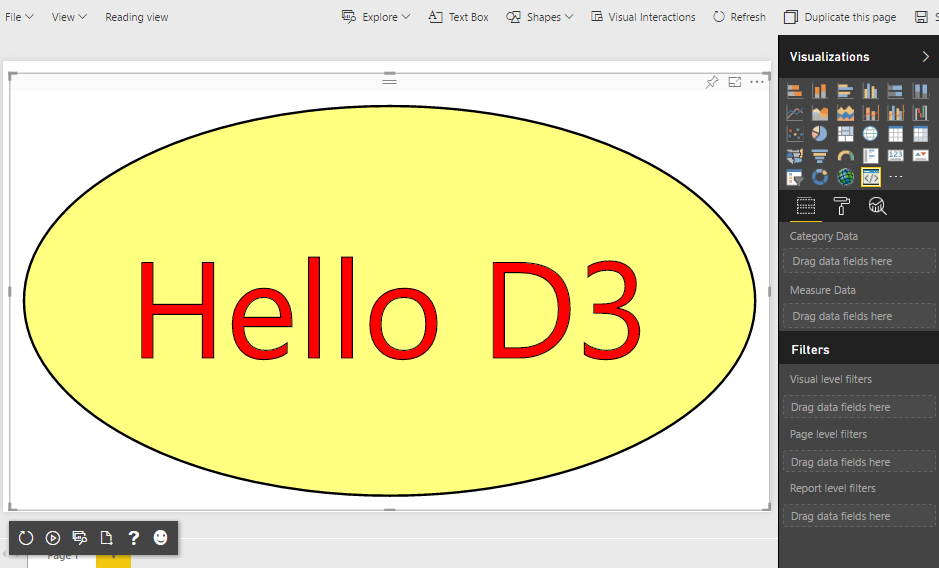 File View Reading view Explore Text Box Shapes Visual Interactions Refresh Duplicate this page S
Visualizations
123
Hello D3
Category Data
Drag data fields here
Measure Data
Drag data fields here
Filters
Visual level filters
Drag data fields here
Page level filters
Drag data fields here
Report level filters
Drag data fields here
?
Page 1